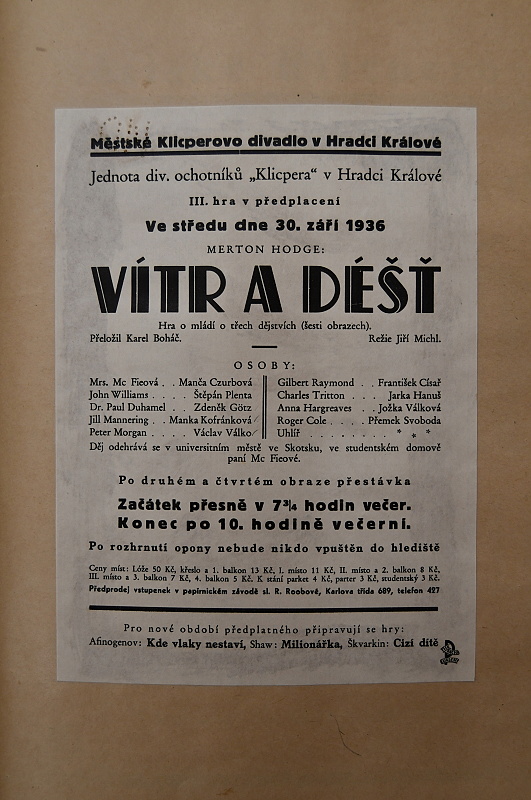 Městské Klicperovo divadlo v Hradci Králové
Jednota div. ochotníků „Klicpera“ v Hradci Králové
III. hra v předplacení
Ve středu dne 30. září 1936
MERTON HODGE:
VÍTR A DÉŠŤ
Hra o mládí o třech dějstvích (šesti obrazech).
Přeložil Karel Boháč. Režie Jiří Michl.
OSOBY:
Mrs. Mc Fieová . . Manča Czurbová
John Williams . . . . Štěpán Plenta
Dr. Paul Duhamel . . Zdeněk Götz
Jill Mannering . . Manka Kofránková
Peter Morgan . . . . Václav Válko
Gilbert Raymond . . František Císař
Charles Tritton . . . Jarka Hanuš
Anna Hargreaves . . Jožka Válková
Roger Cole . . . . Přemek Svoboda
Uhlíř . . . . . . . . * * *
Děj odehrává se v universitním městě ve Skotsku, ve studentském domově
paní Mc Fieové.
Po druhém a čtvrtém obraze přestávka
Začátek přesně v 7¾ hodin večer.
Konec po 10. hodině večerní.
Po rozhrnutí opony nebude nikdo vpuštěn do hlediště
Ceny míst: Lóže 50 Kč, křeslo a 1. balkon 13 Kč, I. místo 11 Kč, II. místo a 2. balkon 8 Kč,
III. místo a 3. balkon 7 Kč, 4. balkon 5 Kč. K stání parket 4 Kč, parter 3 Kč, studentský 3 Kč.
Předprodej vstupenek v papírnickém závodě sl. R. Roobové, Karlova třída 689, telefon 427
Pro nové období předplatného připravují se hry:
Afinogenov: Kde vlaky nestaví, Shaw: Milionářka, Škvarkin: Cizí dítě